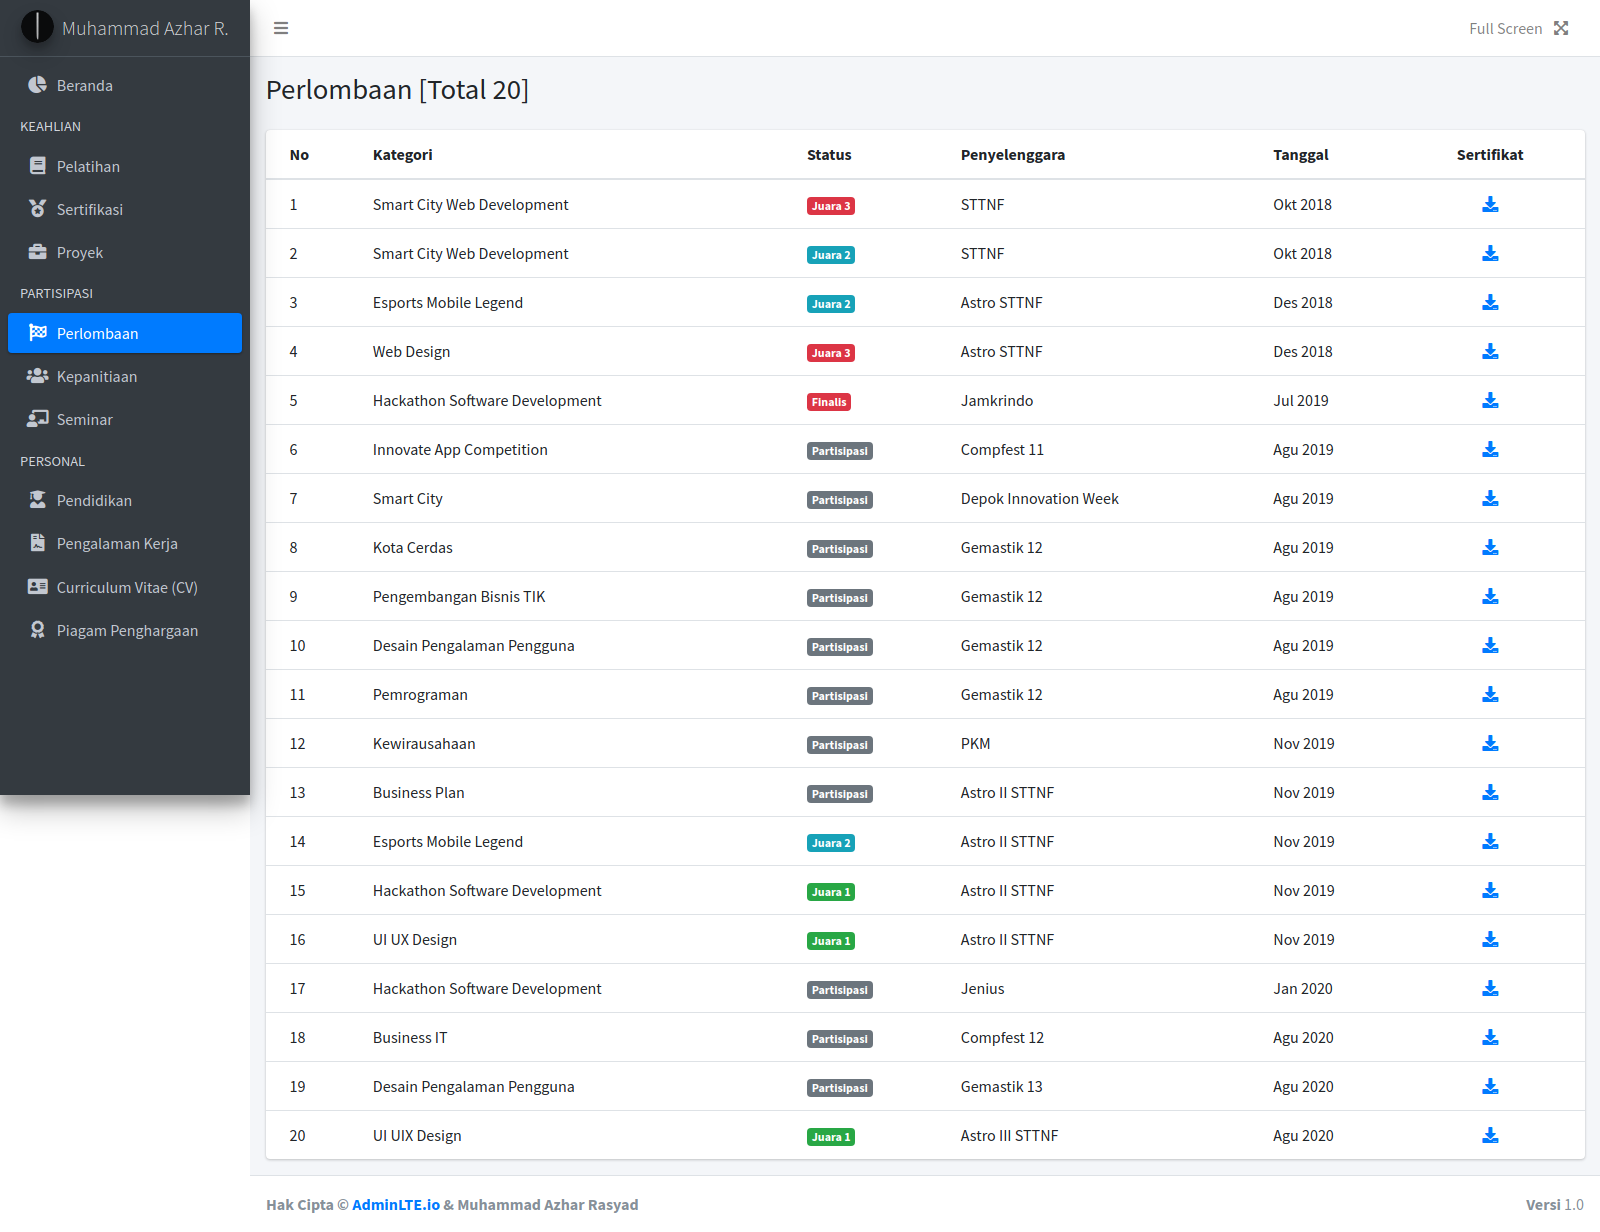 Muhammad Azhar R.
Full Screen
Beranda
KEAHLIAN
Pelatihan
Sertifikasi
Proyek
PARTISIPASI
Perlombaan
Kepanitiaan
Seminar
PERSONAL
Pendidikan
Pengalaman Kerja
Curriculum Vitae (CV)
Piagam Penghargaan
Perlombaan [Total 20]
No Kategori Status Penyelenggara Tanggal Sertifikat
1 Smart City Web Development Juara 3 STTNF Okt 2018
2 Smart City Web Development Juara 2 STTNF Okt 2018
3 Esports Mobile Legend Juara 2 Astro STTNF Des 2018
4 Web Design Juara 3 Astro STTNF Des 2018
5 Hackathon Software Development Finalis Jamkrindo Jul 2019
6 Innovate App Competition Partisipasi Compfest 11 Agu 2019
7 Smart City Partisipasi Depok Innovation Week Agu 2019
8 Kota Cerdas Partisipasi Gemastik 12 Agu 2019
9 Pengembangan Bisnis TIK Partisipasi Gemastik 12 Agu 2019
10 Desain Pengalaman Pengguna Partisipasi Gemastik 12 Agu 2019
11 Pemrograman Partisipasi Gemastik 12 Agu 2019
12 Kewirausahaan Partisipasi PKM Nov 2019
13 Business Plan Partisipasi Astro II STTNF Nov 2019
14 Esports Mobile Legend Juara 2 Astro II STTNF Nov 2019
15 Hackathon Software Development Juara 1 Astro II STTNF Nov 2019
16 UI UX Design Juara 1 Astro II STTNF Nov 2019
17 Hackathon Software Development Partisipasi Jenius Jan 2020
18 Business IT Partisipasi Compfest 12 Agu 2020
19 Desain Pengalaman Pengguna Partisipasi Gemastik 13 Agu 2020
20 UI UIX Design Juara 1 Astro III STTNF Agu 2020
Hak Cipta © AdminLTE.io & Muhammad Azhar Rasyad
Versi 1.0